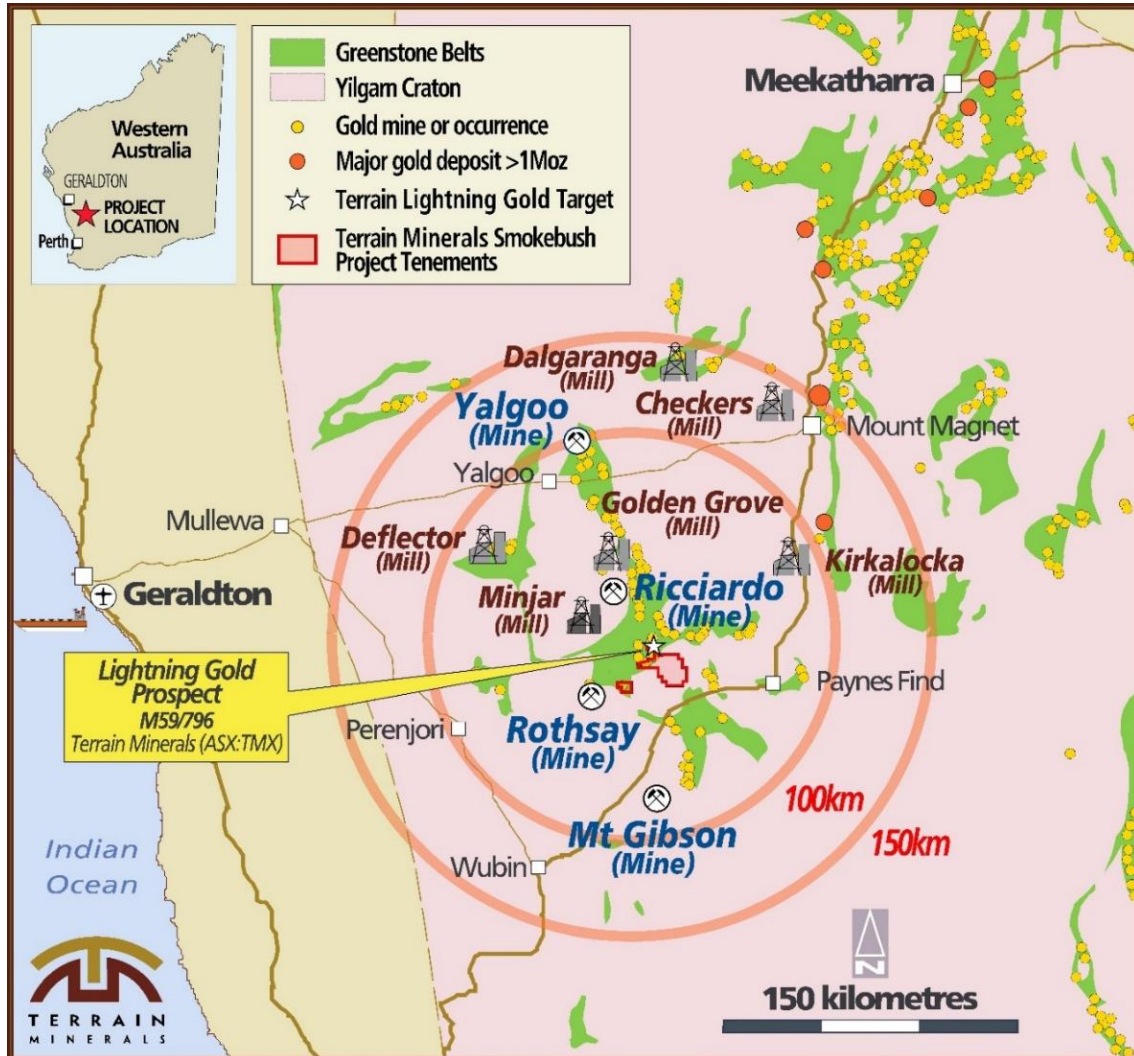 Western
Australia
GERALDTON
PROJECT
LOCATION
Perth
Greenstone Belts
Yilgarn Craton
Gold mine or occurrence
Major gold deposit >1Moz
Terrain Lightning Gold Target
Terrain Minerals Smokebush
Project Tenements
Meekatharra
Dalgaranga
(Mill)
Checkers
(Mill)
Yalgoo
(Mine)
Mount Magnet
Yalgoo
Golden Grove
(Mill)
Mullewa
Deflector
(Mill)
Kirkalocka
(Mill)
Geraldton
Minjar
(Mill)
Ricciardo
(Mine)
Lightning Gold
Prospect
M59/796
Terrain Minerals (ASX:TMX)
Paynes Find
Rothsay
(Mine)
Perenjori
100km
150km
Mt Gibson
(Mine)
Wubin
Indian
Ocean
N
150 kilometres
TERRAIN
MINERALS